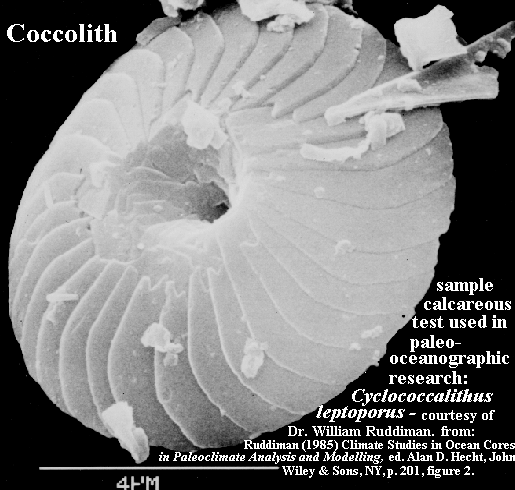 Coccolith
sample
calcareous
test used in
paleo-
oceanographic
research:
Cyclococcalithus
leptoporus - courtesy of
Dr. William Ruddiman. from:
Ruddiman (1985) Climate Studies in Ocean Cores
in Paleoclimate Analysis and Modelling, ed. Alan D. Hecht, John
Wiley & Sons, NY, p. 201, figure 2.
4µM